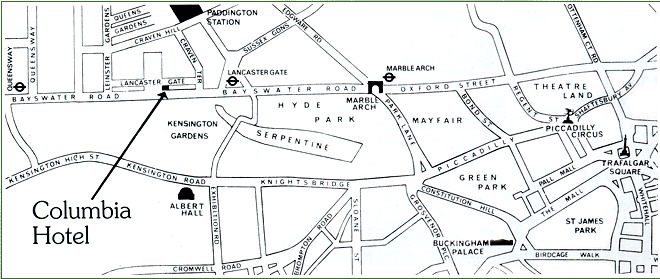 QUEENSWAY
QUEENSWAY
GARDENS
LEINSTER
QUEENS
GARDENS
CRAVEN HILL
CRAVEN
TER
PADDINGTON
STATION
SUSSEX GDNS
EDGWARE RD
LANCASTER GATE
LANCASTER GATE
BAYSWATER ROAD
BAYSWATER ROAD
MARBLE ARCH
MARBLE
ARCH
OXFORD STREET
TOTTENHAM CT RD
THEATRE
LAND
REGENT
ST
SHAFTESBURY AV
PICCADILLY
CIRCUS
BOND ST
PARK LANE
MAYFAIR
PICCADILLY
HYDE
PARK
KENSINGTON
GARDENS
SERPENTINE
KENSINGTON HIGH ST
KENSINGTON ROAD
KNIGHTSBRIDGE
ALBERT
HALL
EXHIBITION RD
BROMPTON ROAD
SLOANE ST
CROMWELL ROAD
GROSVENOR PLC
CONSTITUTION HILL
GREEN
PARK
PALL MALL
THE MALL
TRAFALGAR
SQUARE
WHITEHALL
ST JAMES
PARK
BUCKINGHAM
PALACE
BIRDCAGE WALK
Columbia
Hotel